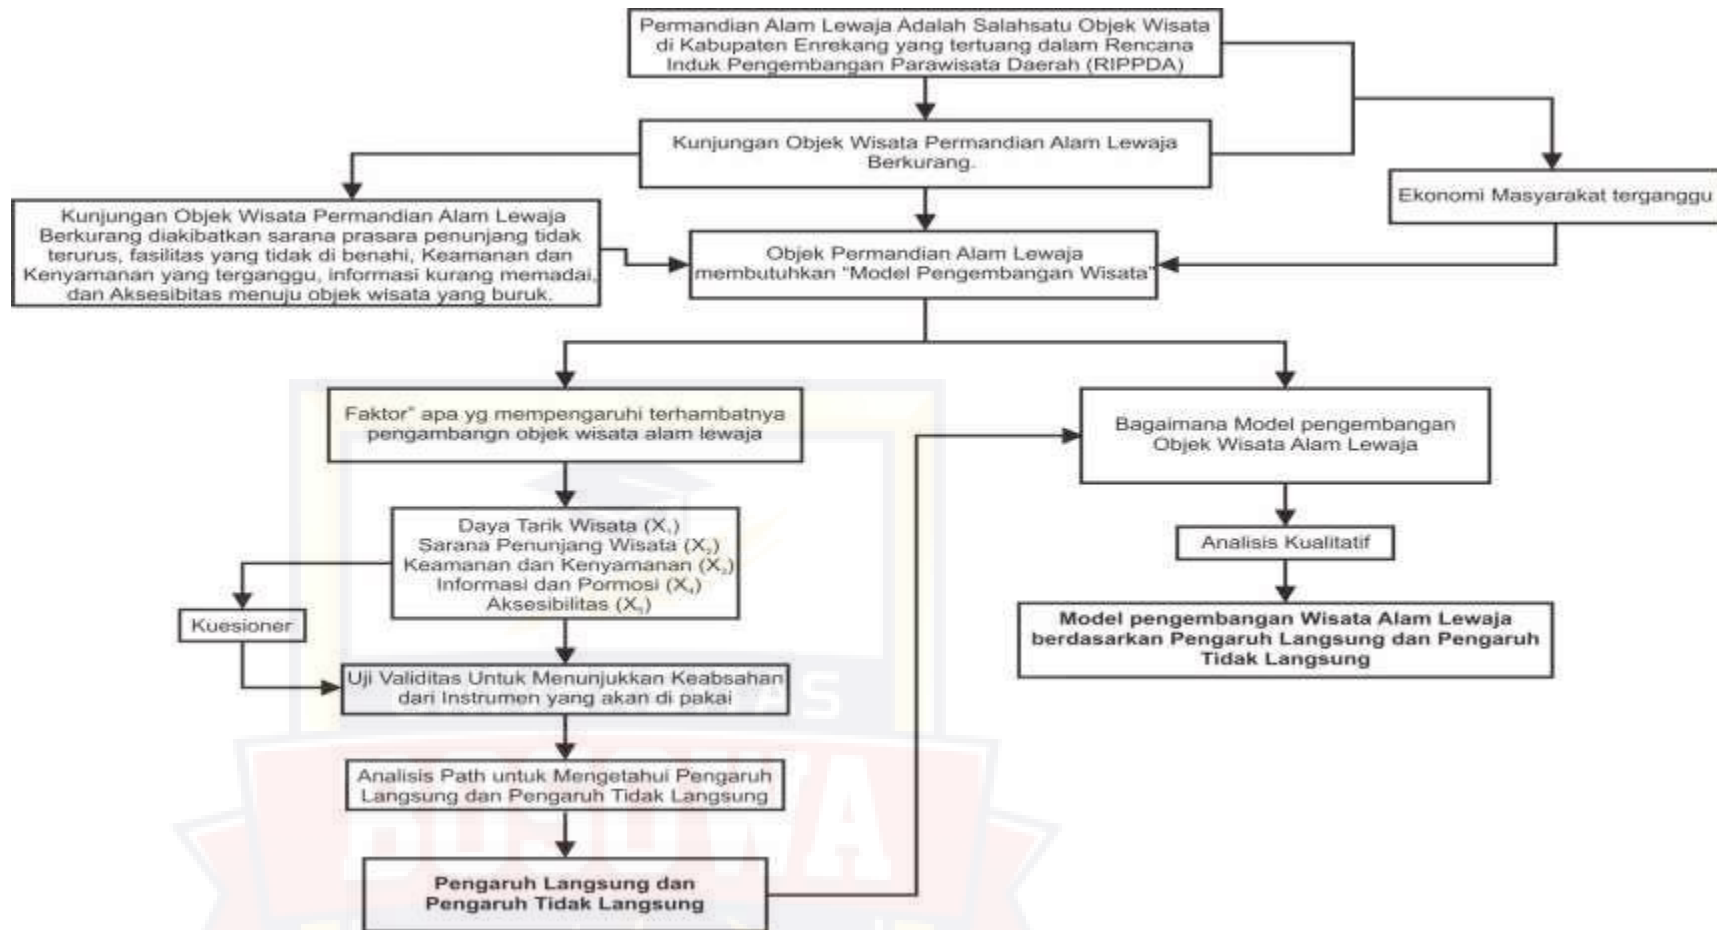 Permandian Alam Lewaja Adalah Salahsatu Objek Wisata
di Kabupaten Enrekang yang tertuang dalam Rencana
Induk Pengembangan Parawisata Daerah (RIPPDA)
Kunjungan Objek Wisata Permandian Alam Lewaja
Berkurang.
Ekonomi Masyarakat terganggu
Kunjungan Objek Wisata Permandian Alam Lewaja
Berkurang diakibatkan sarana prasara penunjang tidak
terurus, fasilitas yang tidak di benahi, Keamanan dan
Kenyamanan yang terganggu, informasi kurang memadai,
dan Aksesibitas menuju objek wisata yang buruk.
Objek Permandian Alam Lewaja
membutuhkan “Model Pengembangan Wisata”
Faktor” apa yg mempengaruhi terhambatnya
pengambangn objek wisata alam lewaja
Bagaimana Model pengembangan
Objek Wisata Alam Lewaja
Daya Tarik Wisata (X₁)
Sarana Penunjang Wisata (X₂)
Keamanan dan Kenyamanan (X₃)
Informasi dan Pormosi (X₄)
Aksesibilitas (X₅)
Analisis Kualitatif
Kuesioner
Model pengembangan Wisata Alam Lewaja
berdasarkan Pengaruh Langsung dan Pengaruh
Tidak Langsung
Uji Validitas Untuk Menunjukkan Keabsahan
dari Instrumen yang akan di pakai
Analisis Path untuk Mengetahui Pengaruh
Langsung dan Pengaruh Tidak Langsung
Pengaruh Langsung dan
Pengaruh Tidak Langsung
BOSOWA